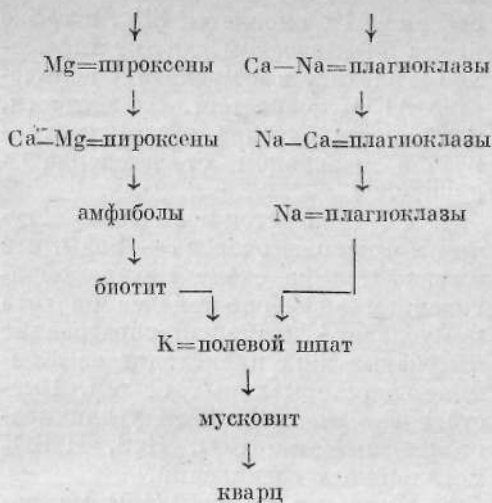 Mg=пироксены Ca—Na=плагиоклазы
Ca—Mg=пироксены Na—Ca=плагиоклазы
амфиболы Na=плагиоклазы
биотит
K=полевой шпат
мусковит
кварц